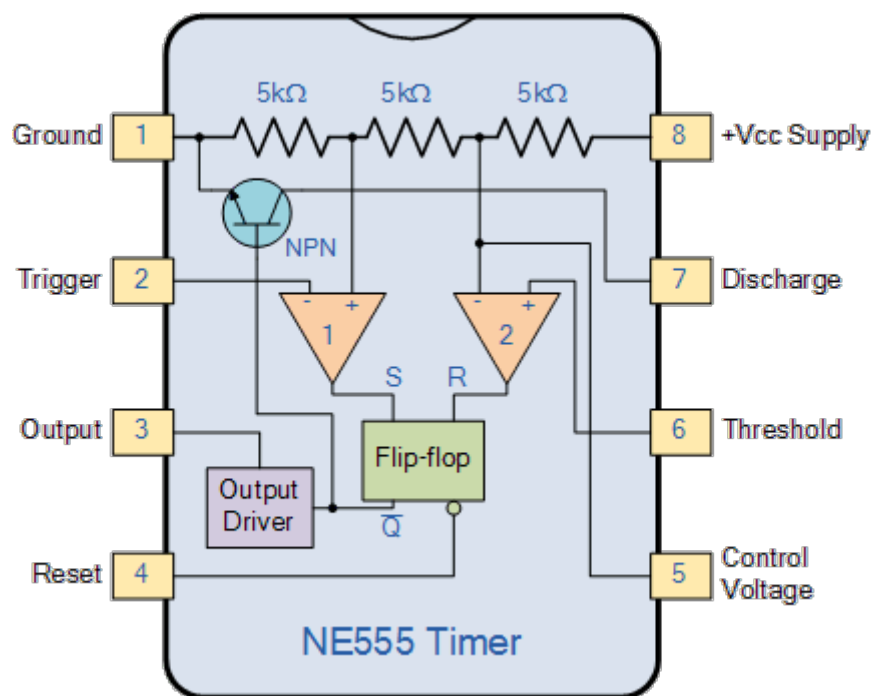 5kΩ 5kΩ 5kΩ
Ground 1 8 +Vcc Supply
NPN
Trigger 2 7 Discharge
- + - +
1 2
S R
Output 3 6 Threshold
Flip-flop
Output
Driver
Q̅
Reset 4 5 Control
Voltage
NE555 Timer